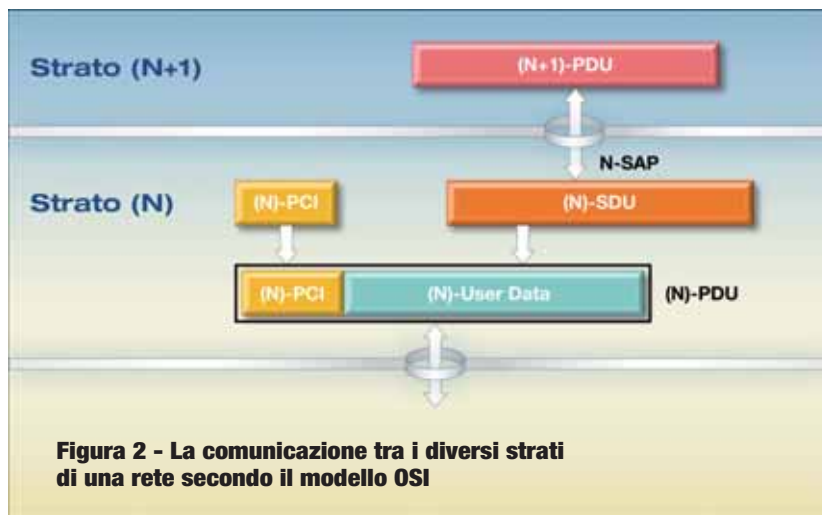 Strato (N+1)
(N+1)-PDU
N-SAP
Strato (N)
(N)-PCI
(N)-SDU
(N)-PCI
(N)-User Data
(N)-PDU
Figura 2 - La comunicazione tra i diversi strati
di una rete secondo il modello OSI